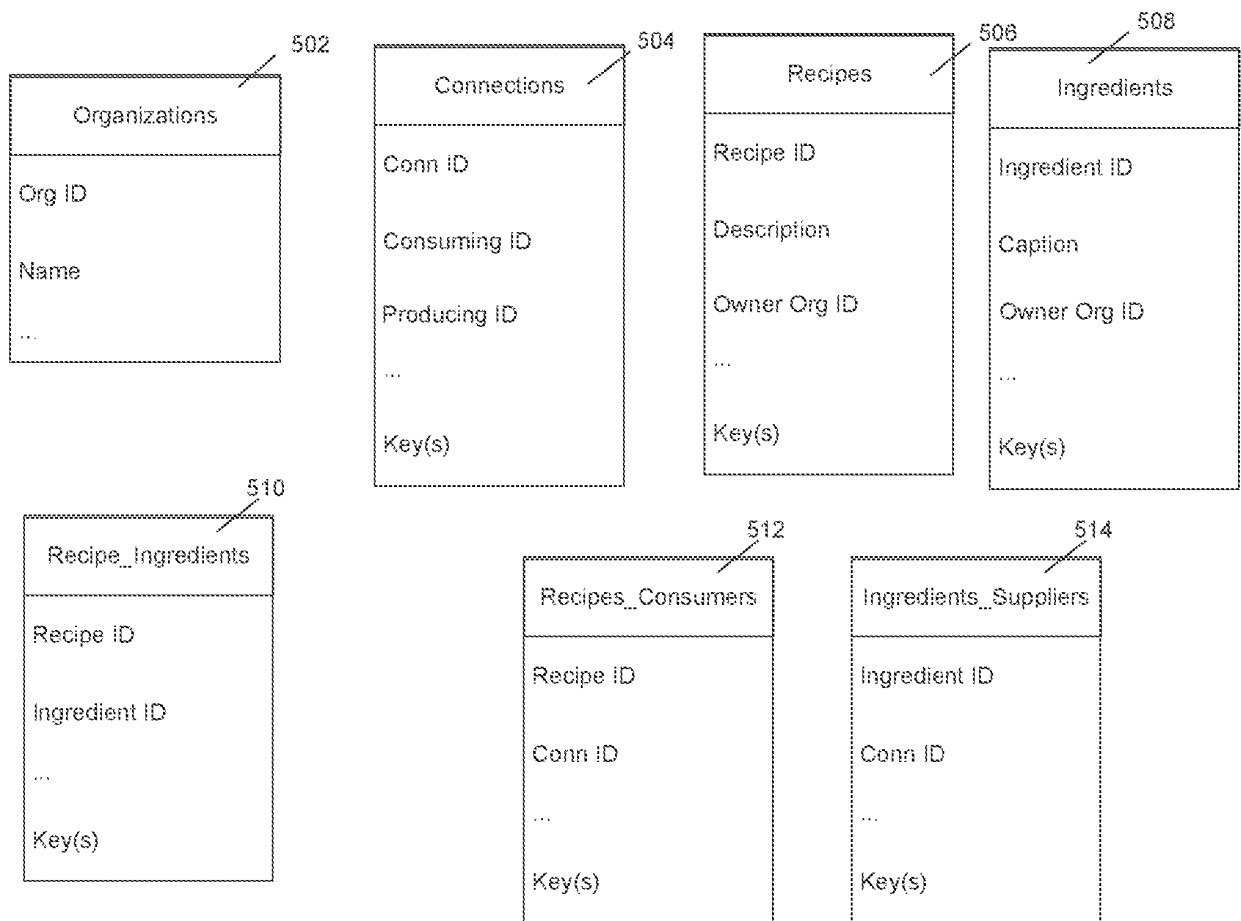 502
Organizations
Org ID
Name
...
504
Connections
Conn ID
Consuming ID
Producing ID
...
Key(s)
506
Recipes
Recipe ID
Description
Owner Org ID
...
Key(s)
508
Ingredients
Ingredient ID
Caption
Owner Org ID
...
Key(s)
510
Recipe_Ingredients
Recipe ID
Ingredient ID
...
Key(s)
512
Recipes_Consumers
Recipe ID
Conn ID
...
Key(s)
514
Ingredients_Suppliers
Ingredient ID
Conn ID
...
Key(s)